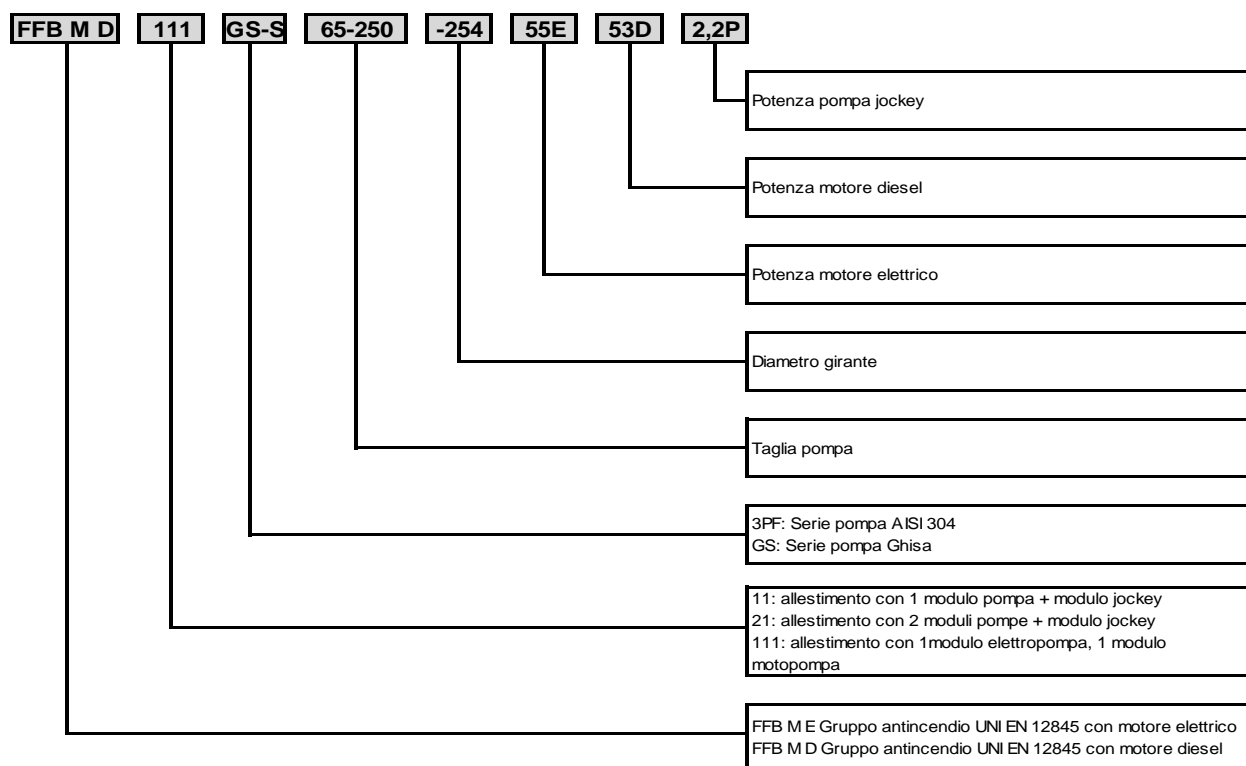 FFB M D 111 GS-S 65-250 -254 55E 53D 2,2P
Potenza pompa jockey
Potenza motore diesel
Potenza motore elettrico
Diametro girante
Taglia pompa
3PF: Serie pompa AISI 304
GS: Serie pompa Ghisa
11: allestimento con 1 modulo pompa + modulo jockey
21: allestimento con 2 moduli pompe + modulo jockey
111: allestimento con 1modulo elettropompa, 1 modulo
motopompa
FFB M E Gruppo antincendio UNI EN 12845 con motore elettrico
FFB M D Gruppo antincendio UNI EN 12845 con motore diesel